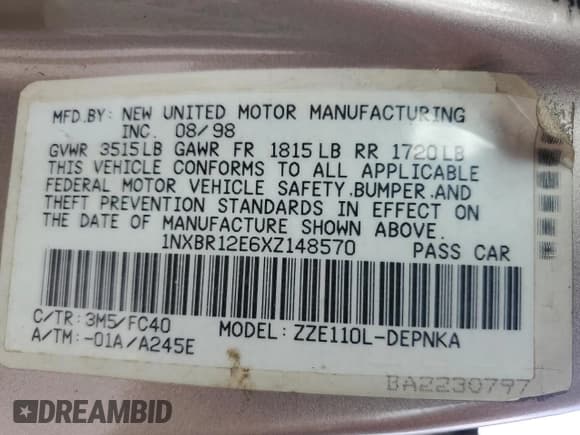 MFD.BY: NEW UNITED MOTOR MANUFACTURING
INC. 08/98
GVWR 3515LB GAWR FR 1815LB RR 1720LB
THIS VEHICLE CONFORMS TO ALL APPLICABLE
FEDERAL MOTOR VEHICLE SAFETY.BUMPER.AND
THEFT PREVENTION STANDARDS IN EFFECT ON
THE DATE OF MANUFACTURE SHOWN ABOVE.
1NXBR12E6XZ148570 PASS CAR
C/TR: 3M5/FC40
A/TM: -01A/A245E
MODEL: ZZE110L-DEPNKA
BA2230797
DREAMBID